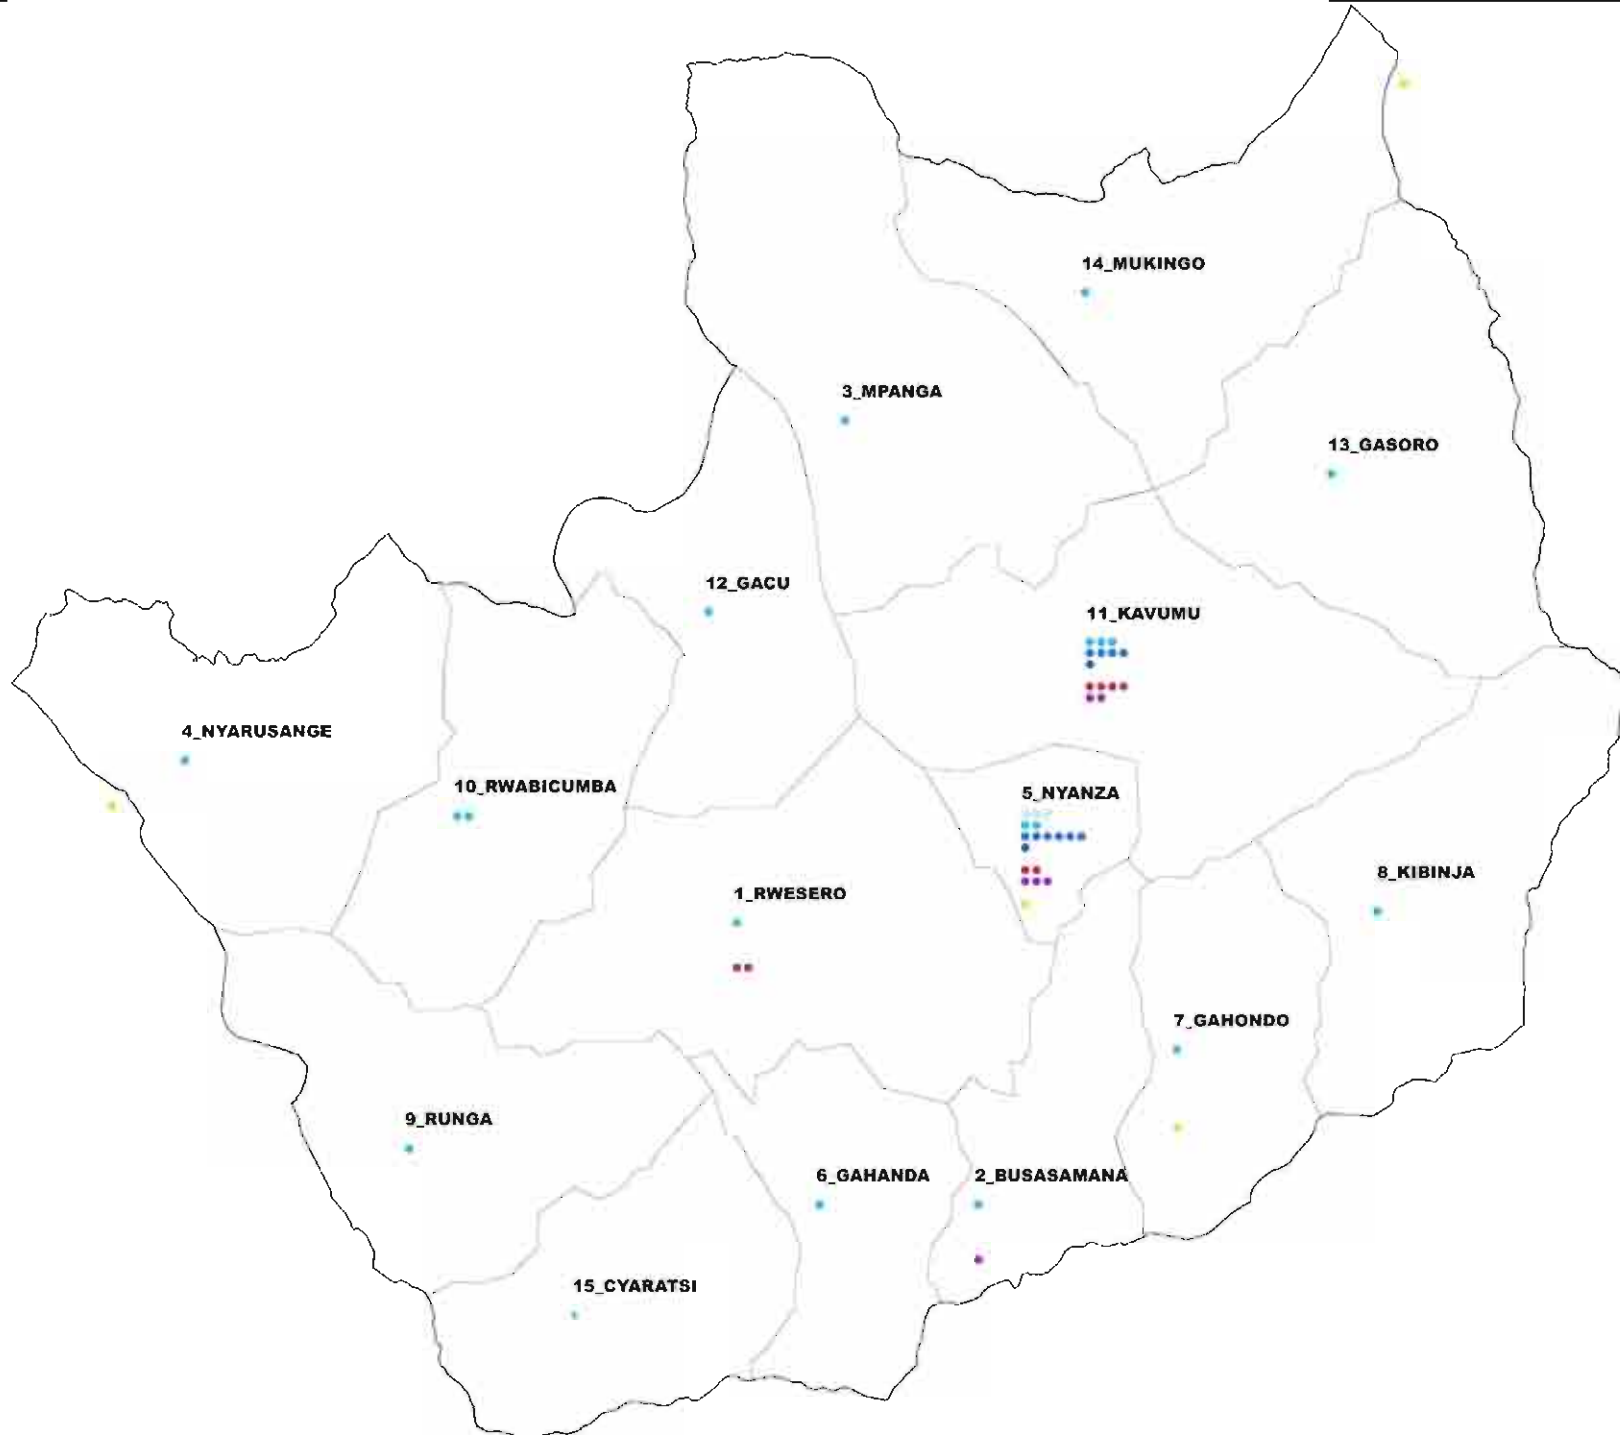 14_MUKINGO
3_MPANGA
13_GASORO
12_GACU
11_KAVUMU
4_NYARUSANGE
10_RWABICUMBA
5_NYANZA
8_KIBINJA
1_RWESERO
7_GAHONDO
9_RUNGA
6_GAHANDA
2_BUSASAMANA
15_CYARATSI